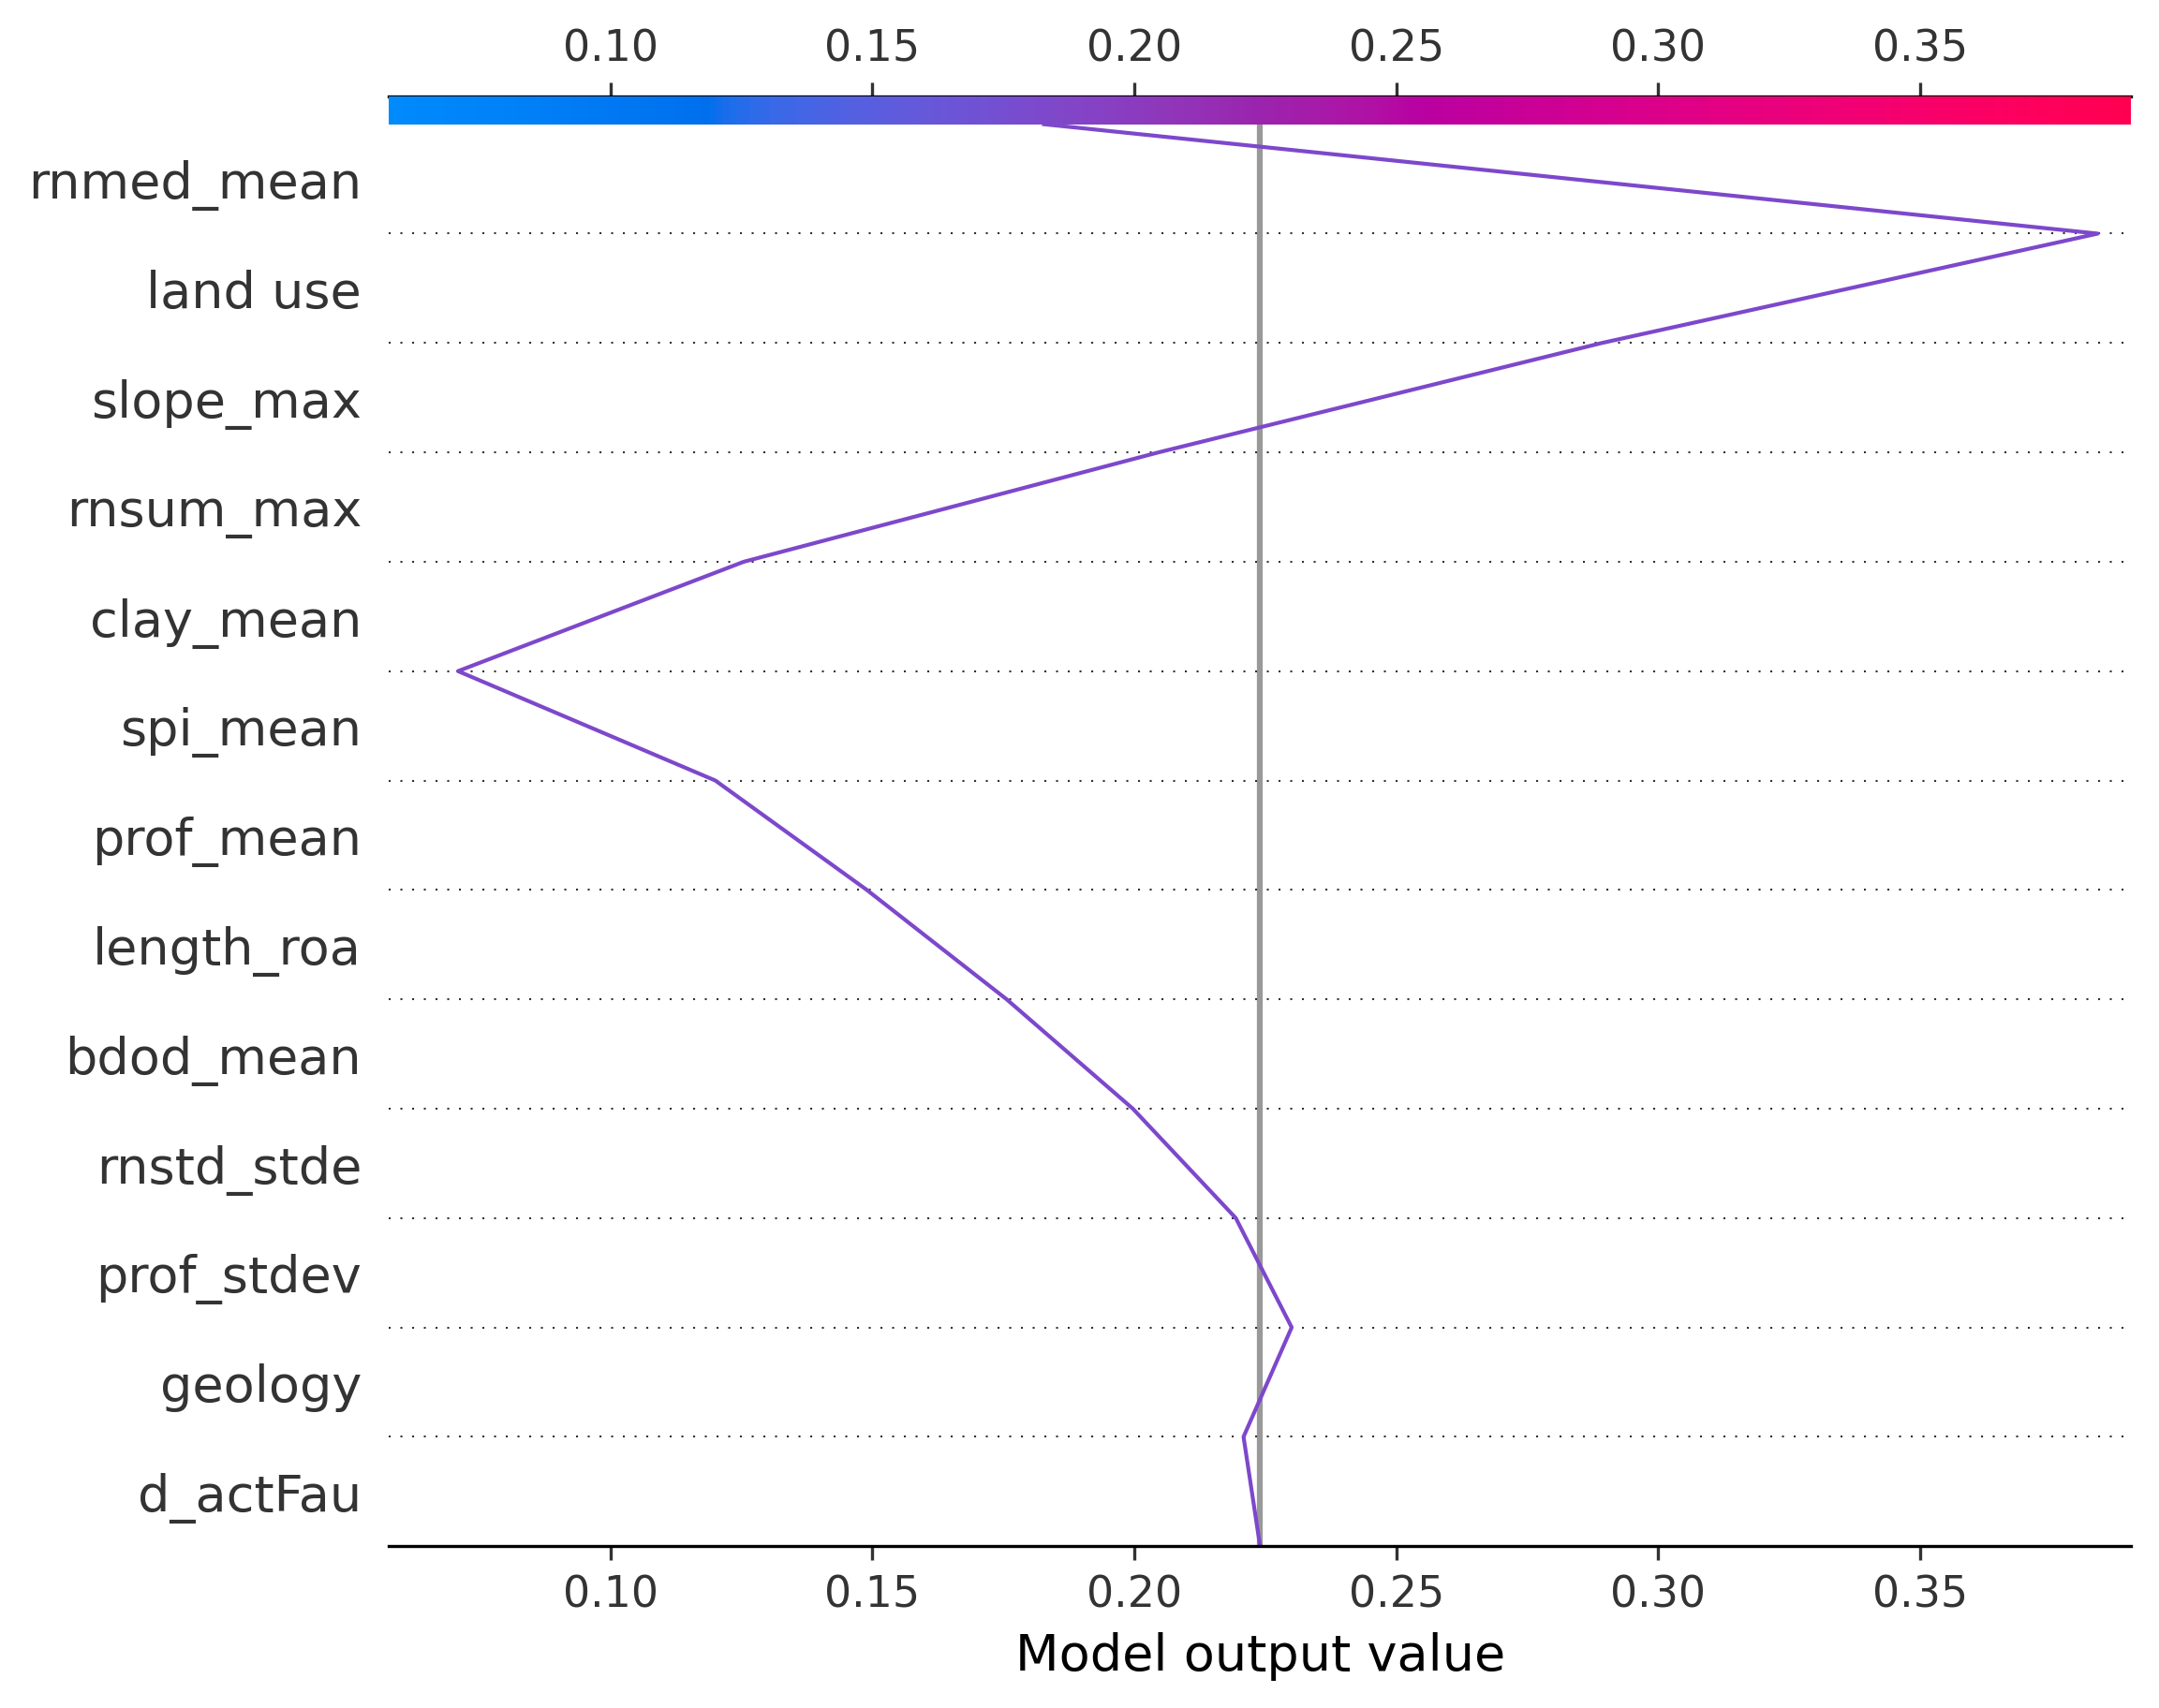 0.10 0.15 0.20 0.25 0.30 0.35
rnmed_mean
land use
slope_max
rnsum_max
clay_mean
spi_mean
prof_mean
length_roa
bdod_mean
rnstd_stde
prof_stdev
geology
d_actFau
0.10 0.15 0.20 0.25 0.30 0.35
Model output value